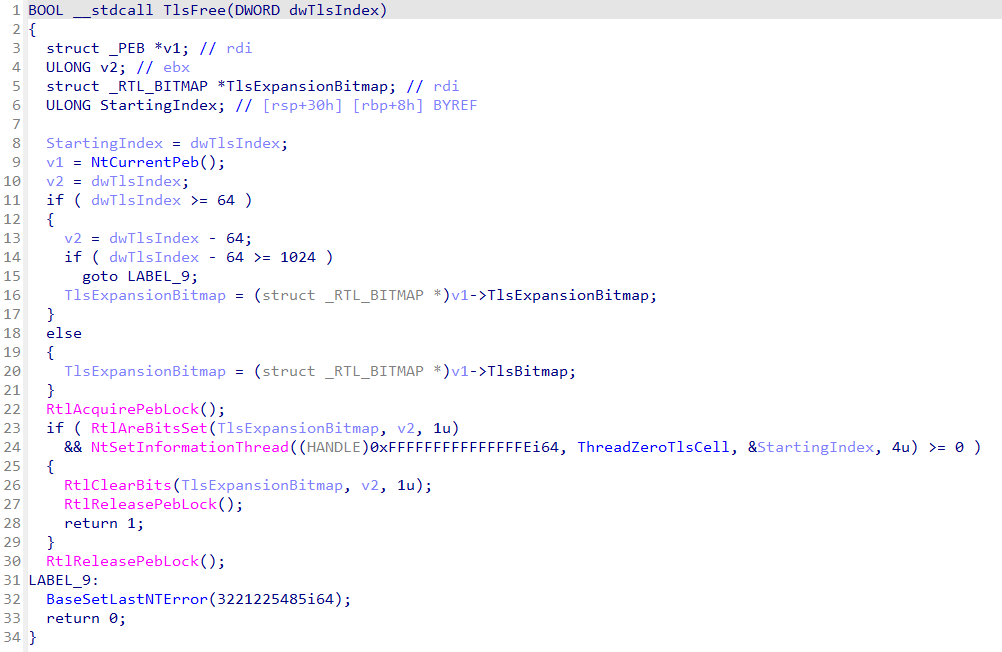 1 BOOL __stdcall TlsFree(DWORD dwTlsIndex)
2 {
3   struct _PEB *v1; // rdi
4   ULONG v2; // ebx
5   struct _RTL_BITMAP *TlsExpansionBitmap; // rdi
6   ULONG StartingIndex; // [rsp+30h] [rbp+8h] BYREF
7
8   StartingIndex = dwTlsIndex;
9   v1 = NtCurrentPeb();
10   v2 = dwTlsIndex;
11   if ( dwTlsIndex >= 64 )
12   {
13     v2 = dwTlsIndex - 64;
14     if ( dwTlsIndex - 64 >= 1024 )
15       goto LABEL_9;
16     TlsExpansionBitmap = (struct _RTL_BITMAP *)v1->TlsExpansionBitmap;
17   }
18   else
19   {
20     TlsExpansionBitmap = (struct _RTL_BITMAP *)v1->TlsBitmap;
21   }
22   RtlAcquirePebLock();
23   if ( RtlAreBitsSet(TlsExpansionBitmap, v2, 1u)
24     && NtSetInformationThread((HANDLE)0xFFFFFFFFFFFFFFFEi64, ThreadZeroTlsCell, &StartingIndex, 4u) >= 0 )
25   {
26     RtlClearBits(TlsExpansionBitmap, v2, 1u);
27     RtlReleasePebLock();
28     return 1;
29   }
30   RtlReleasePebLock();
31 LABEL_9:
32   BaseSetLastNTError(3221225485i64);
33   return 0;
34 }